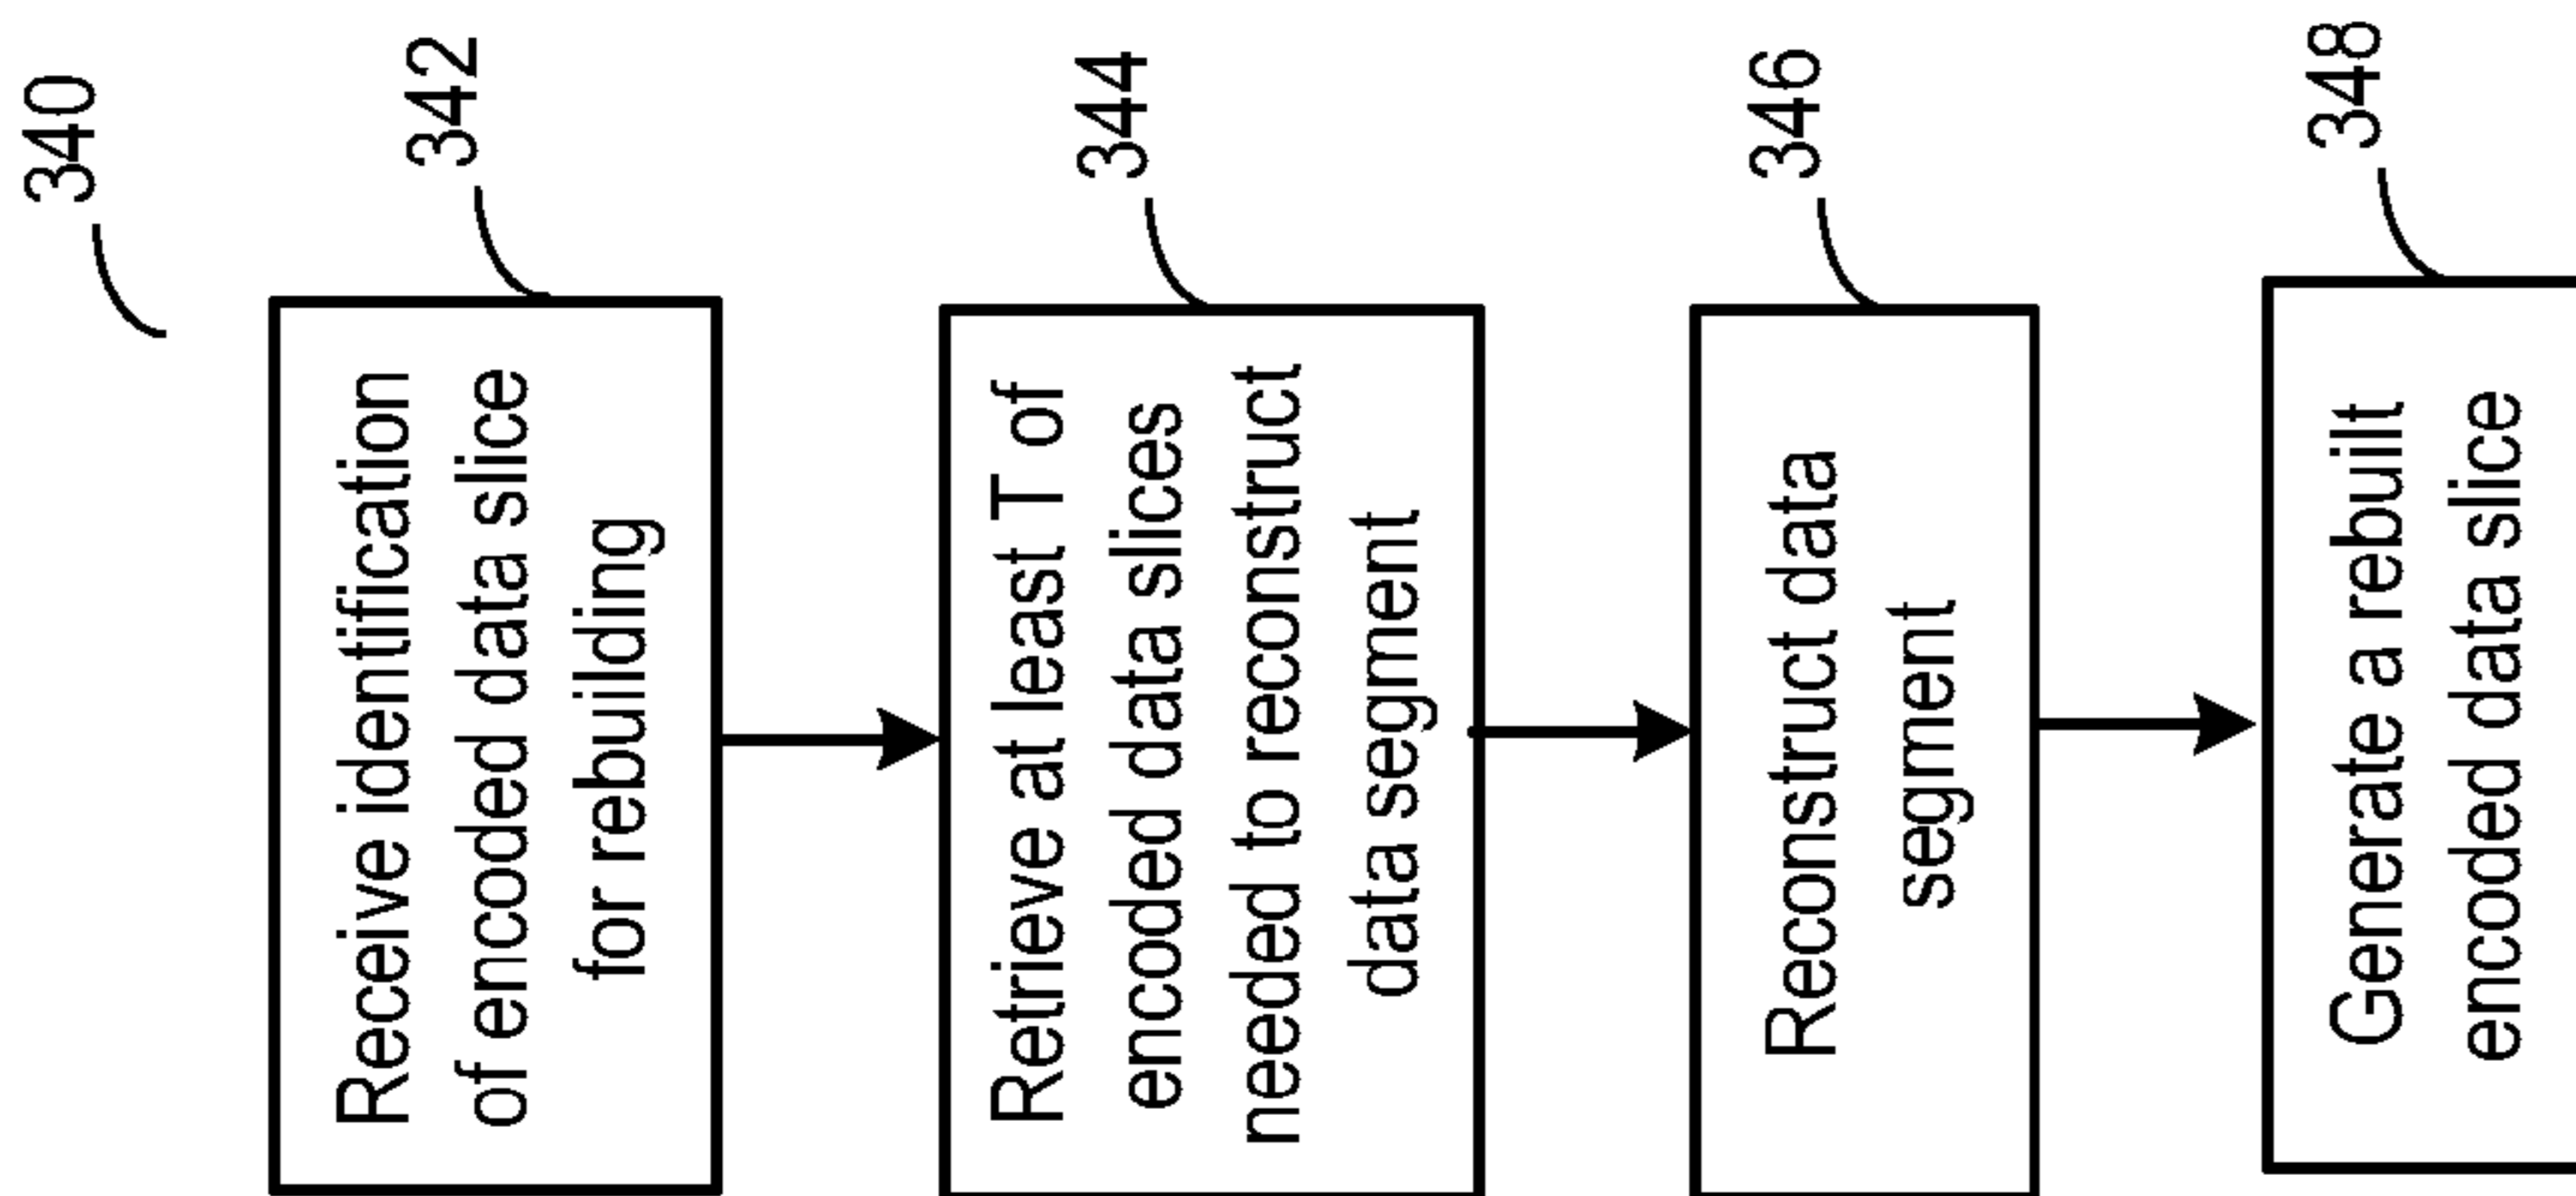 340
342
Receive identification
of encoded data slice
for rebuilding
344
Retrieve at least T of
encoded data slices
needed to reconstruct
data segment
346
Reconstruct data
segment
348
Generate a rebuilt
encoded data slice